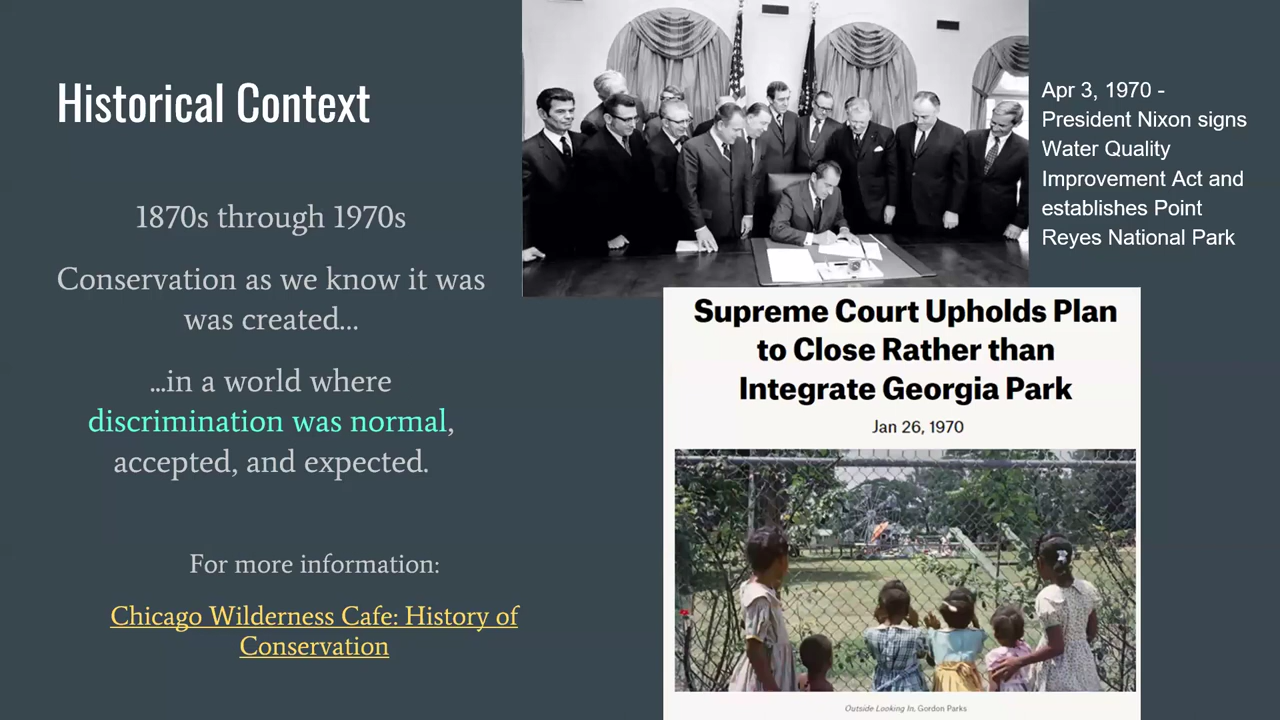 Historical Context
1870s through 1970s
Conservation as we know it was
was created...
...in a world where
discrimination was normal,
accepted, and expected.
For more information:
Chicago Wilderness Cafe: History of
Conservation
Apr 3, 1970 -
President Nixon signs
Water Quality
Improvement Act and
establishes Point
Reyes National Park
Supreme Court Upholds Plan
to Close Rather than
Integrate Georgia Park
Jan 26, 1970
Outside Looking In, Gordon Parks